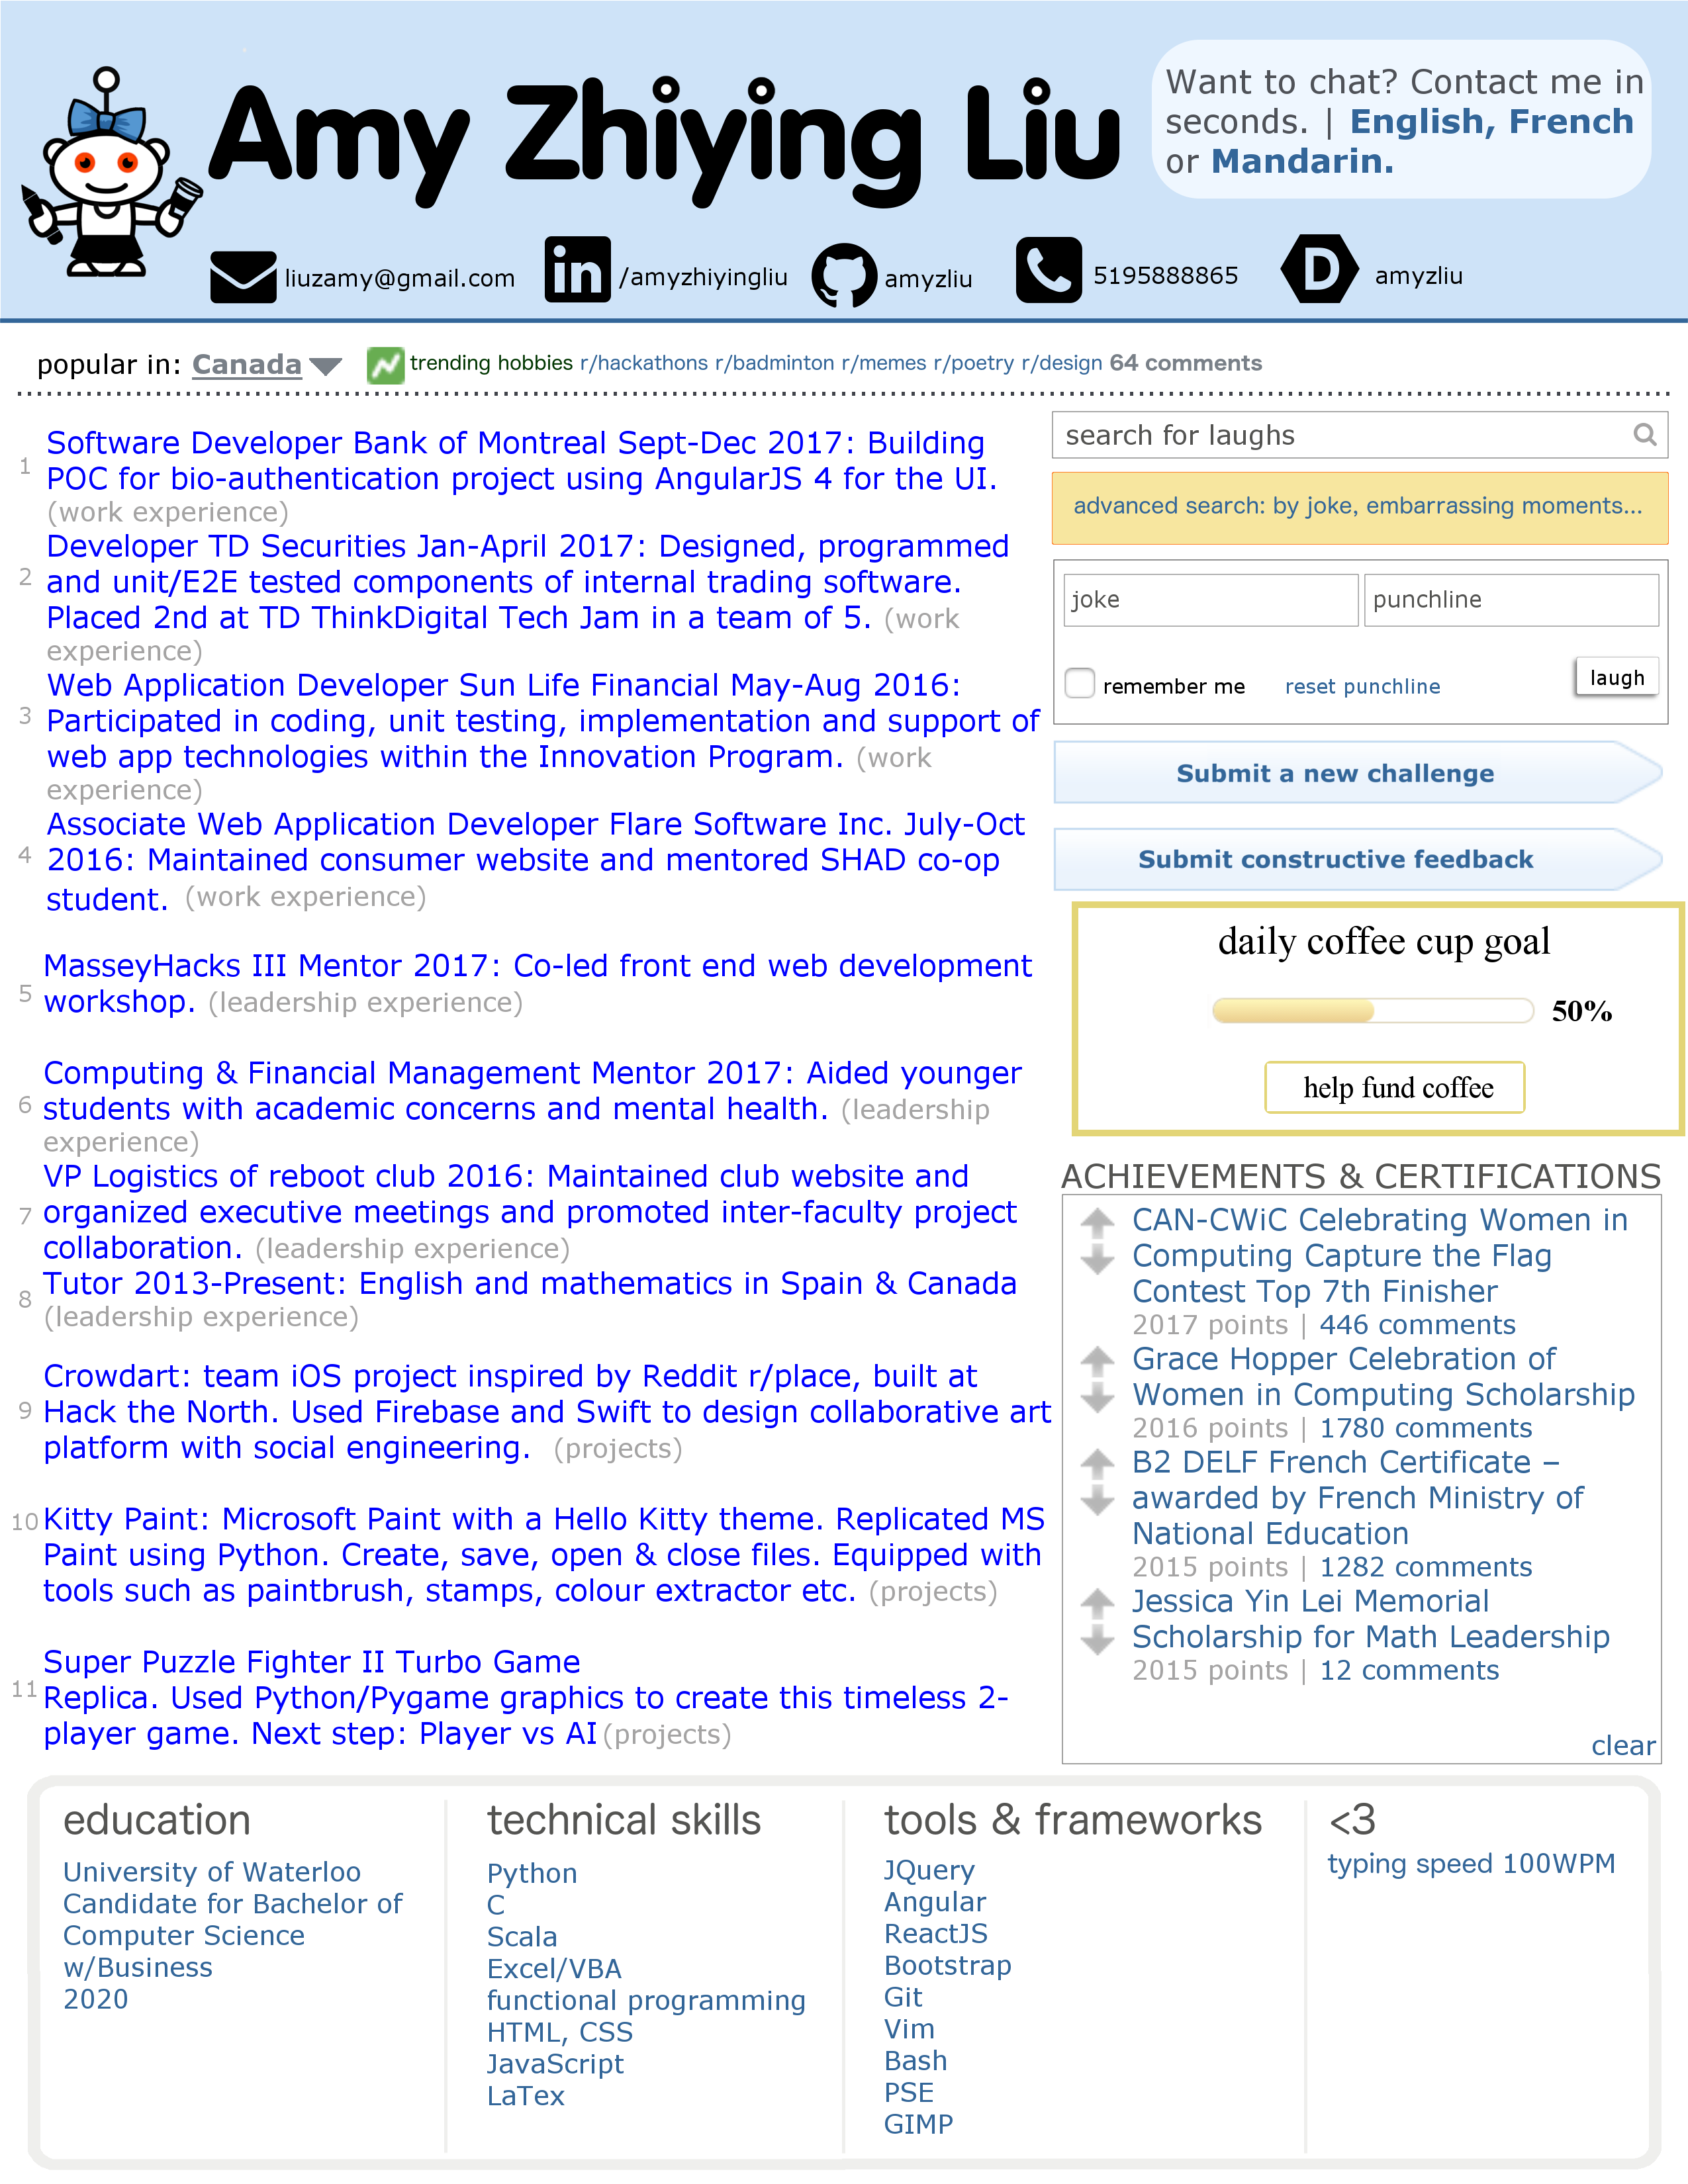 Amy Zhiying Liu
Want to chat? Contact me in
seconds. | English, French
or Mandarin.
liuzamy@gmail.com
in
/amyzhiyingliu
amyzliu
5195888865
D
amyzliu
popular in: Canada
trending hobbies r/hackathons r/badminton r/memes r/poetry r/design 64 comments
1
Software Developer Bank of Montreal Sept-Dec 2017: Building
POC for bio-authentication project using AngularJS 4 for the UI.
(work experience)
2
Developer TD Securities Jan-April 2017: Designed, programmed
and unit/E2E tested components of internal trading software.
Placed 2nd at TD ThinkDigital Tech Jam in a team of 5. (work
experience)
3
Web Application Developer Sun Life Financial May-Aug 2016:
Participated in coding, unit testing, implementation and support of
web app technologies within the Innovation Program. (work
experience)
4
Associate Web Application Developer Flare Software Inc. July-Oct
2016: Maintained consumer website and mentored SHAD co-op
student. (work experience)
5
MasseyHacks III Mentor 2017: Co-led front end web development
workshop. (leadership experience)
6
Computing & Financial Management Mentor 2017: Aided younger
students with academic concerns and mental health. (leadership
experience)
7
VP Logistics of reboot club 2016: Maintained club website and
organized executive meetings and promoted inter-faculty project
collaboration. (leadership experience)
8
Tutor 2013-Present: English and mathematics in Spain & Canada
(leadership experience)
9
Crowdart: team iOS project inspired by Reddit r/place, built at
Hack the North. Used Firebase and Swift to design collaborative art
platform with social engineering. (projects)
10
Kitty Paint: Microsoft Paint with a Hello Kitty theme. Replicated MS
Paint using Python. Create, save, open & close files. Equipped with
tools such as paintbrush, stamps, colour extractor etc. (projects)
11
Super Puzzle Fighter II Turbo Game
Replica. Used Python/Pygame graphics to create this timeless 2-
player game. Next step: Player vs AI (projects)
search for laughs
advanced search: by joke, embarrassing moments...
joke
punchline
remember me
reset punchline
laugh
Submit a new challenge
Submit constructive feedback
daily coffee cup goal
50%
help fund coffee
ACHIEVEMENTS & CERTIFICATIONS
CAN-CWiC Celebrating Women in
Computing Capture the Flag
Contest Top 7th Finisher
2017 points | 446 comments
Grace Hopper Celebration of
Women in Computing Scholarship
2016 points | 1780 comments
B2 DELF French Certificate –
awarded by French Ministry of
National Education
2015 points | 1282 comments
Jessica Yin Lei Memorial
Scholarship for Math Leadership
2015 points | 12 comments
clear
education
University of Waterloo
Candidate for Bachelor of
Computer Science
w/Business
2020
technical skills
Python
C
Scala
Excel/VBA
functional programming
HTML, CSS
JavaScript
LaTex
tools & frameworks
JQuery
Angular
ReactJS
Bootstrap
Git
Vim
Bash
PSE
GIMP
<3
typing speed 100WPM